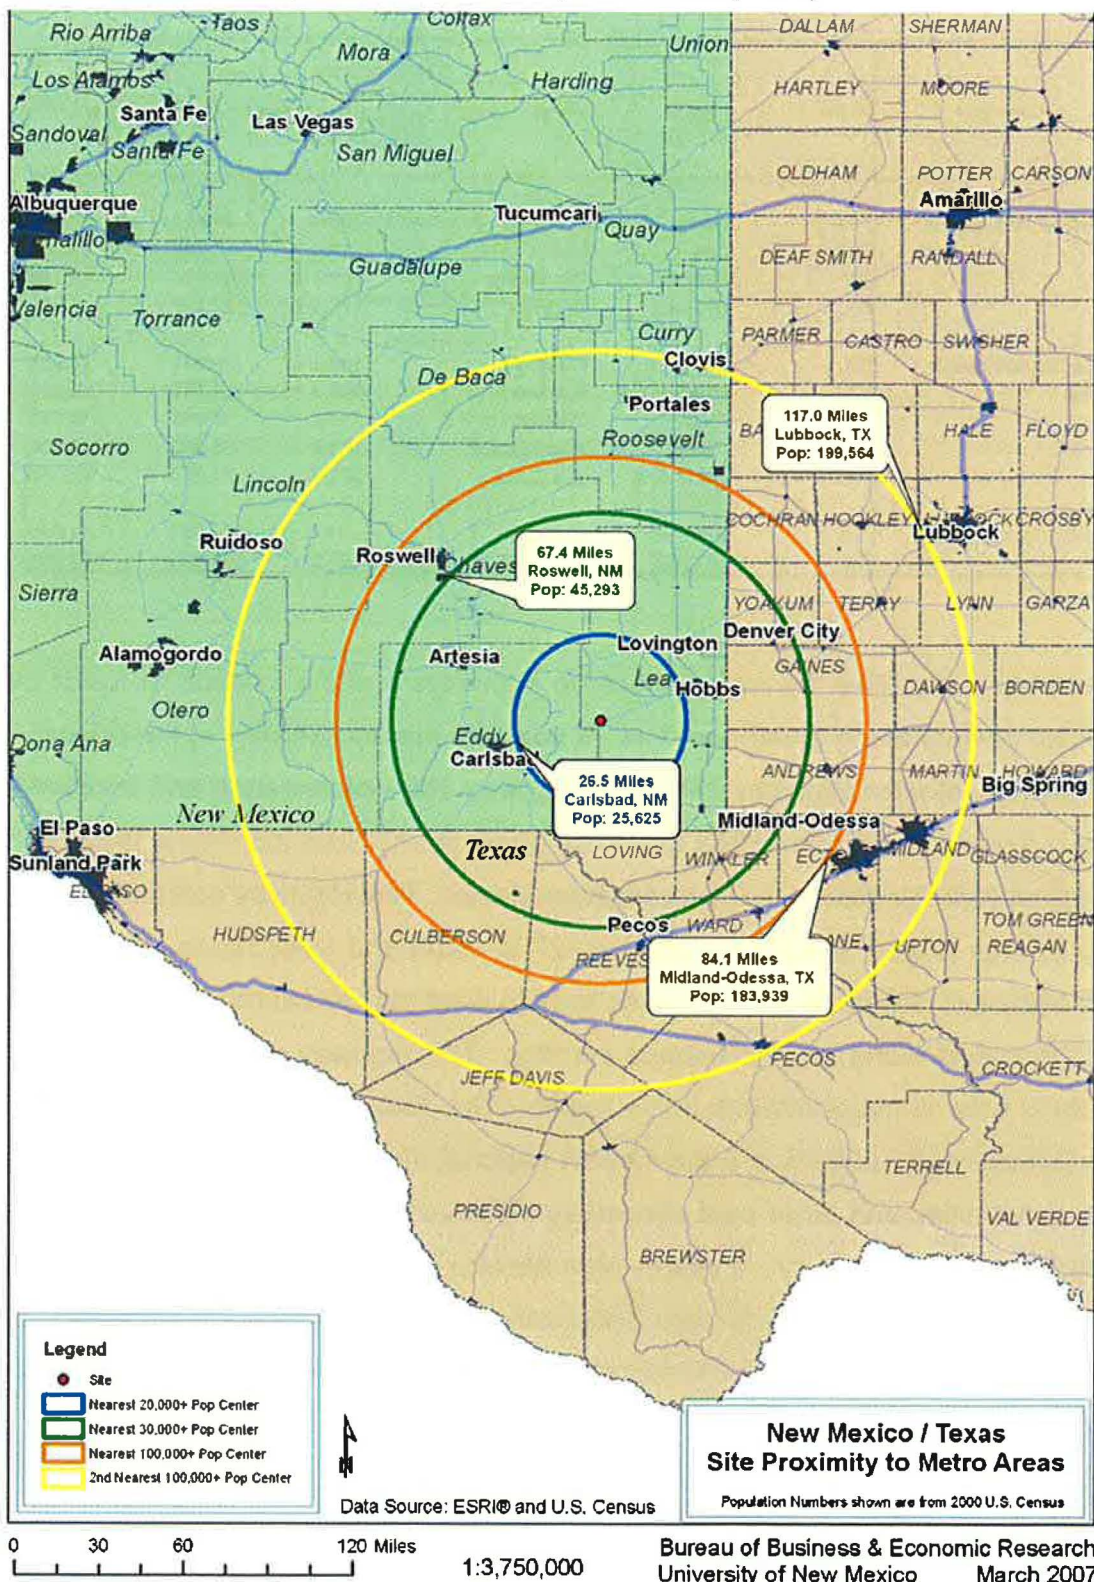 Rio Arriba
Taos
Colfax
DALLAM
SHERMAN
Mora
Union
Los Alamos
Harding
HARTLEY
MOORE
Santa Fe
Las Vegas
Sandoval
Santa Fe
San Miguel
OLDHAM
POTTER
CARSON
Albuquerque
Tucumcari
Amarillo
Quay
Guadalupe
DEAF SMITH
RANDALL
Valencia
Torrance
Curry
PARMER
CASTRO
SWISHER
Clovis
De Baca
Portales
117.0 Miles
Lubbock, TX
Pop: 199,564
Roosevelt
HALE
FLOYD
Socorro
Lincoln
COCHRAN
HOCKLEY
CROSBY
Lubbock
Ruidoso
Roswell
Chaves
67.4 Miles
Roswell, NM
Pop: 45,293
Sierra
YOAKUM
TERRY
LYNN
GARZA
Denver City
Alamogordo
Artesia
Lovington
GAINES
Lea
Hobbs
DAWSON
BORDEN
Otero
Dona Ana
Eddy
Carlsbad
ANDREWS
MARTIN
HOWARD
26.5 Miles
Carlsbad, NM
Pop: 25,625
Big Spring
New Mexico
Midland-Odessa
El Paso
Texas
LOVING
WINKLER
MIDLAND
GLASSCOCK
Sunland Park
EL PASO
Pecos
WARD
HUDSPETH
CULBERSON
REEVES
UPTON
TOM GREEN
REAGAN
84.1 Miles
Midland-Odessa, TX
Pop: 183,939
PECOS
JEFF DAVIS
CROCKETT
TERRELL
PRESIDIO
VAL VERDE
BREWSTER
Legend
Site
Nearest 20,000+ Pop Center
Nearest 30,000+ Pop Center
Nearest 100,000+ Pop Center
2nd Nearest 100,000+ Pop Center
N
Data Source: ESRI® and U.S. Census
New Mexico / Texas
Site Proximity to Metro Areas
Population Numbers shown are from 2000 U.S. Census
0 30 60 120 Miles
1:3,750,000
Bureau of Business & Economic Research
University of New Mexico March 2007